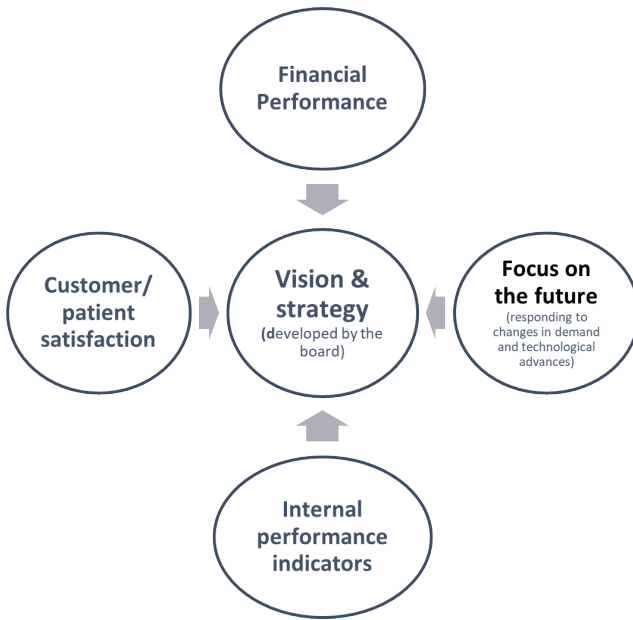 Financial
Performance
Customer/
patient
satisfaction
Vision &
strategy
(developed by the
board)
Focus on
the future
(responding to
changes in demand
and technological
advances)
Internal
performance
indicators